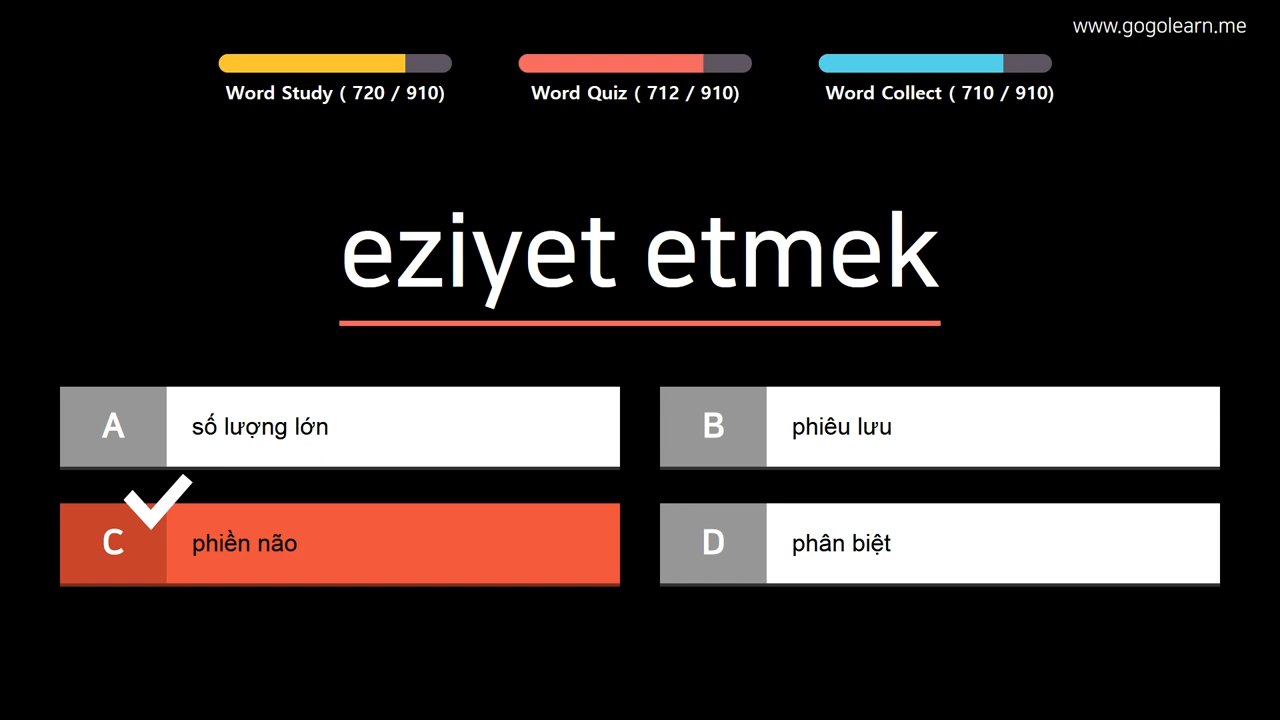 www.gogolearn.me
Word Study ( 720 / 910)
Word Quiz ( 712 / 910)
Word Collect ( 710 / 910)
eziyet etmek
A
số lượng lớn
B
phiêu lưu
C
phiền não
D
phân biệt